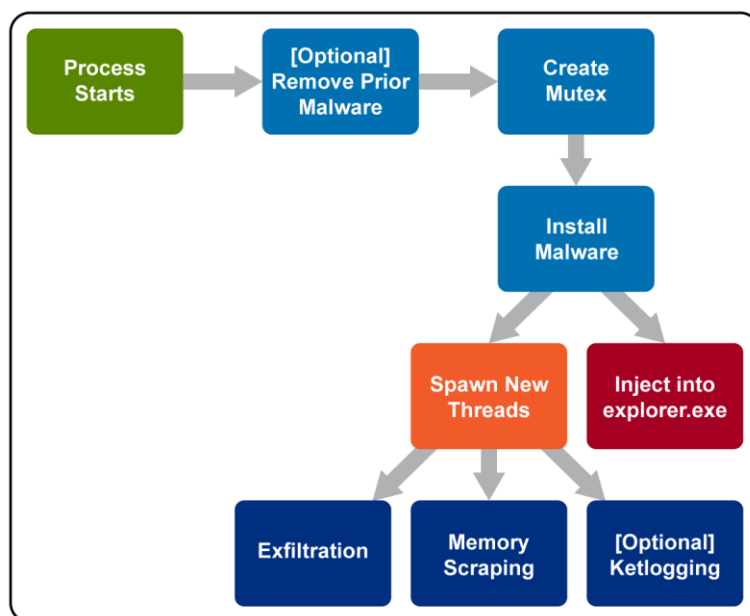 Process
Starts
[Optional]
Remove Prior
Malware
Create
Mutex
Install
Malware
Spawn New
Threads
Inject into
explorer.exe
Exfiltration
Memory
Scraping
[Optional]
Ketlogging